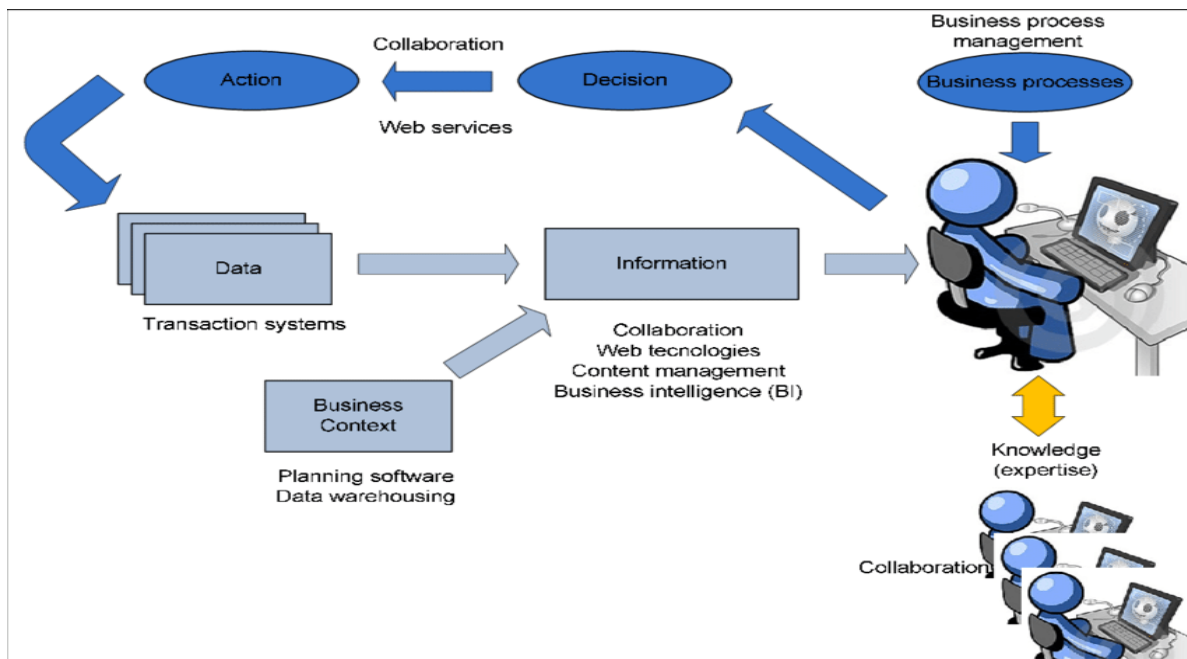 Business process
management
Collaboration
Action
Decision
Business processes
Web services
Data
Information
Transaction systems
Collaboration
Web tecnologies
Content management
Business intelligence (BI)
Business
Context
Planning software
Data warehousing
Knowledge
(expertise)
Collaboration